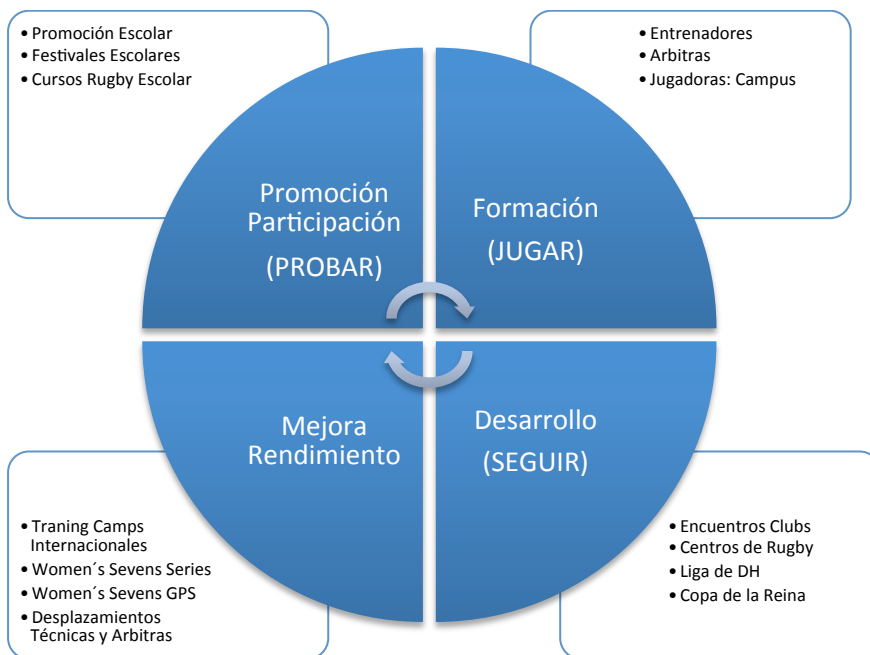 • Promoción Escolar
• Festivales Escolares
• Cursos Rugby Escolar
• Entrenadores
• Arbitras
• Jugadoras: Campus
Promoción
Participación
(PROBAR)
Formación
(JUGAR)
Mejora
Rendimiento
Desarrollo
(SEGUIR)
• Traning Camps
Internacionales
• Women´s Sevens Series
• Women´s Sevens GPS
• Desplazamientos
Técnicas y Arbitras
• Encuentros Clubs
• Centros de Rugby
• Liga de DH
• Copa de la Reina